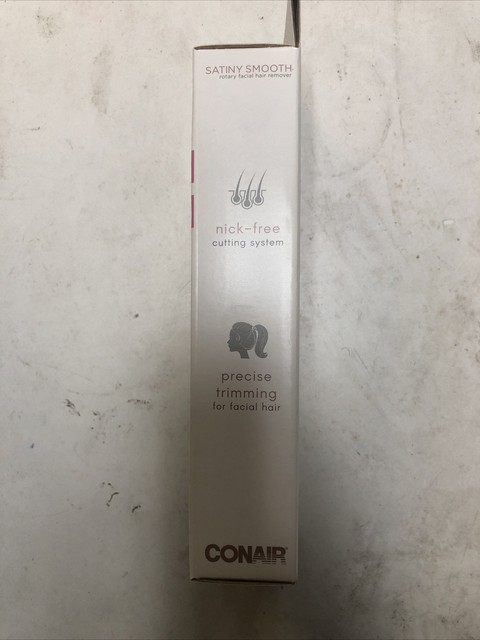 SATINY SMOOTH
rotary facial hair remover
nick-free
cutting system
precise
trimming
for facial hair
CONAIR